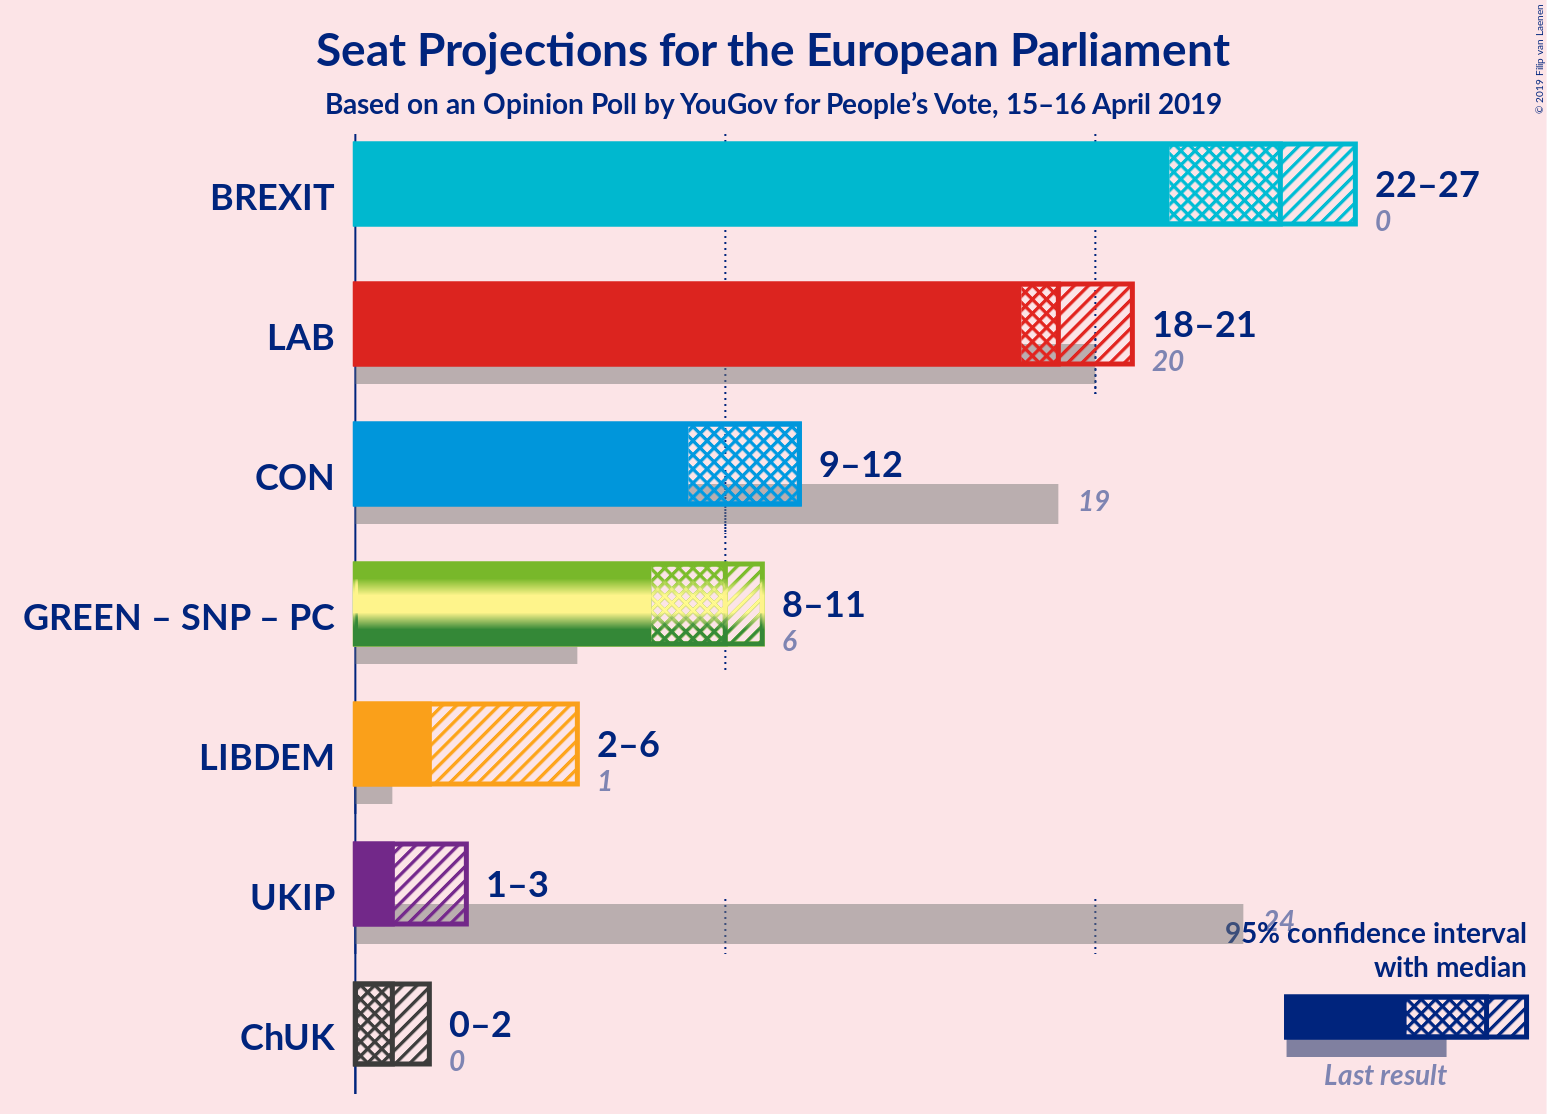 Seat Projections for the European Parliament
Based on an Opinion Poll by YouGov for People’s Vote, 15–16 April 2019
© 2019 Filip van Laenen
BREXIT
22–27
0
LAB
18–21
20
CON
9–12
19
GREEN – SNP – PC
8–11
6
LIBDEM
2–6
1
UKIP
1–3
24
ChUK
0–2
0
95% confidence interval
with median
Last result